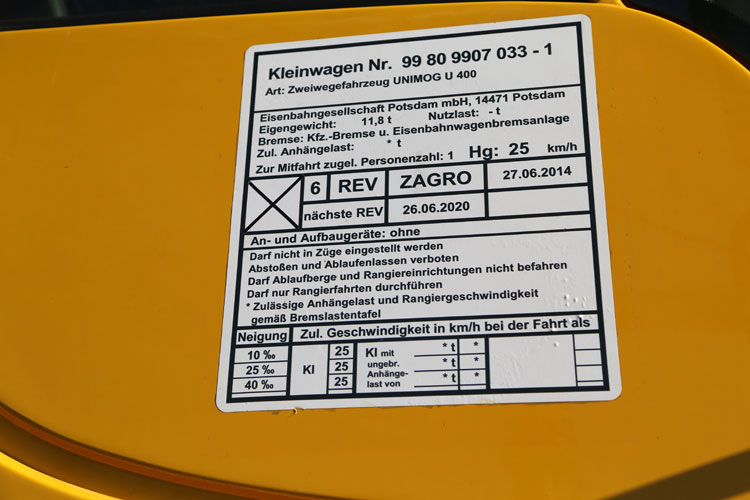 Kleinwagen Nr. 99 80 9907 033 - 1
Art: Zweiwegefahrzeug UNIMOG U 400
Eisenbahngesellschaft Potsdam mbH, 14471 Potsdam
Eigengewicht: 11,8 t Nutzlast: - t
Bremse: Kfz.-Bremse u. Eisenbahnwagenbremsanlage
Zul. Anhängelast: * t
Zur Mitfahrt zugel. Personenzahl: 1 Hg: 25 km/h
6 REV ZAGRO 27.06.2014
nächste REV 26.06.2020
An- und Aufbaugeräte: ohne
Darf nicht in Züge eingestellt werden
Abstoßen und Ablaufenlassen verboten
Darf Ablaufberge und Rangiereinrichtungen nicht befahren
Darf nur Rangierfahrten durchführen
* Zulässige Anhängelast und Rangiergeschwindigkeit
gemäß Bremslastentafel
Neigung Zul. Geschwindigkeit in km/h bei der Fahrt als
10 ‰ Kl 25 Kl mit * t *
25 ‰ 25 ungebr. * t *
40 ‰ 25 Anhänge- * t *
last von